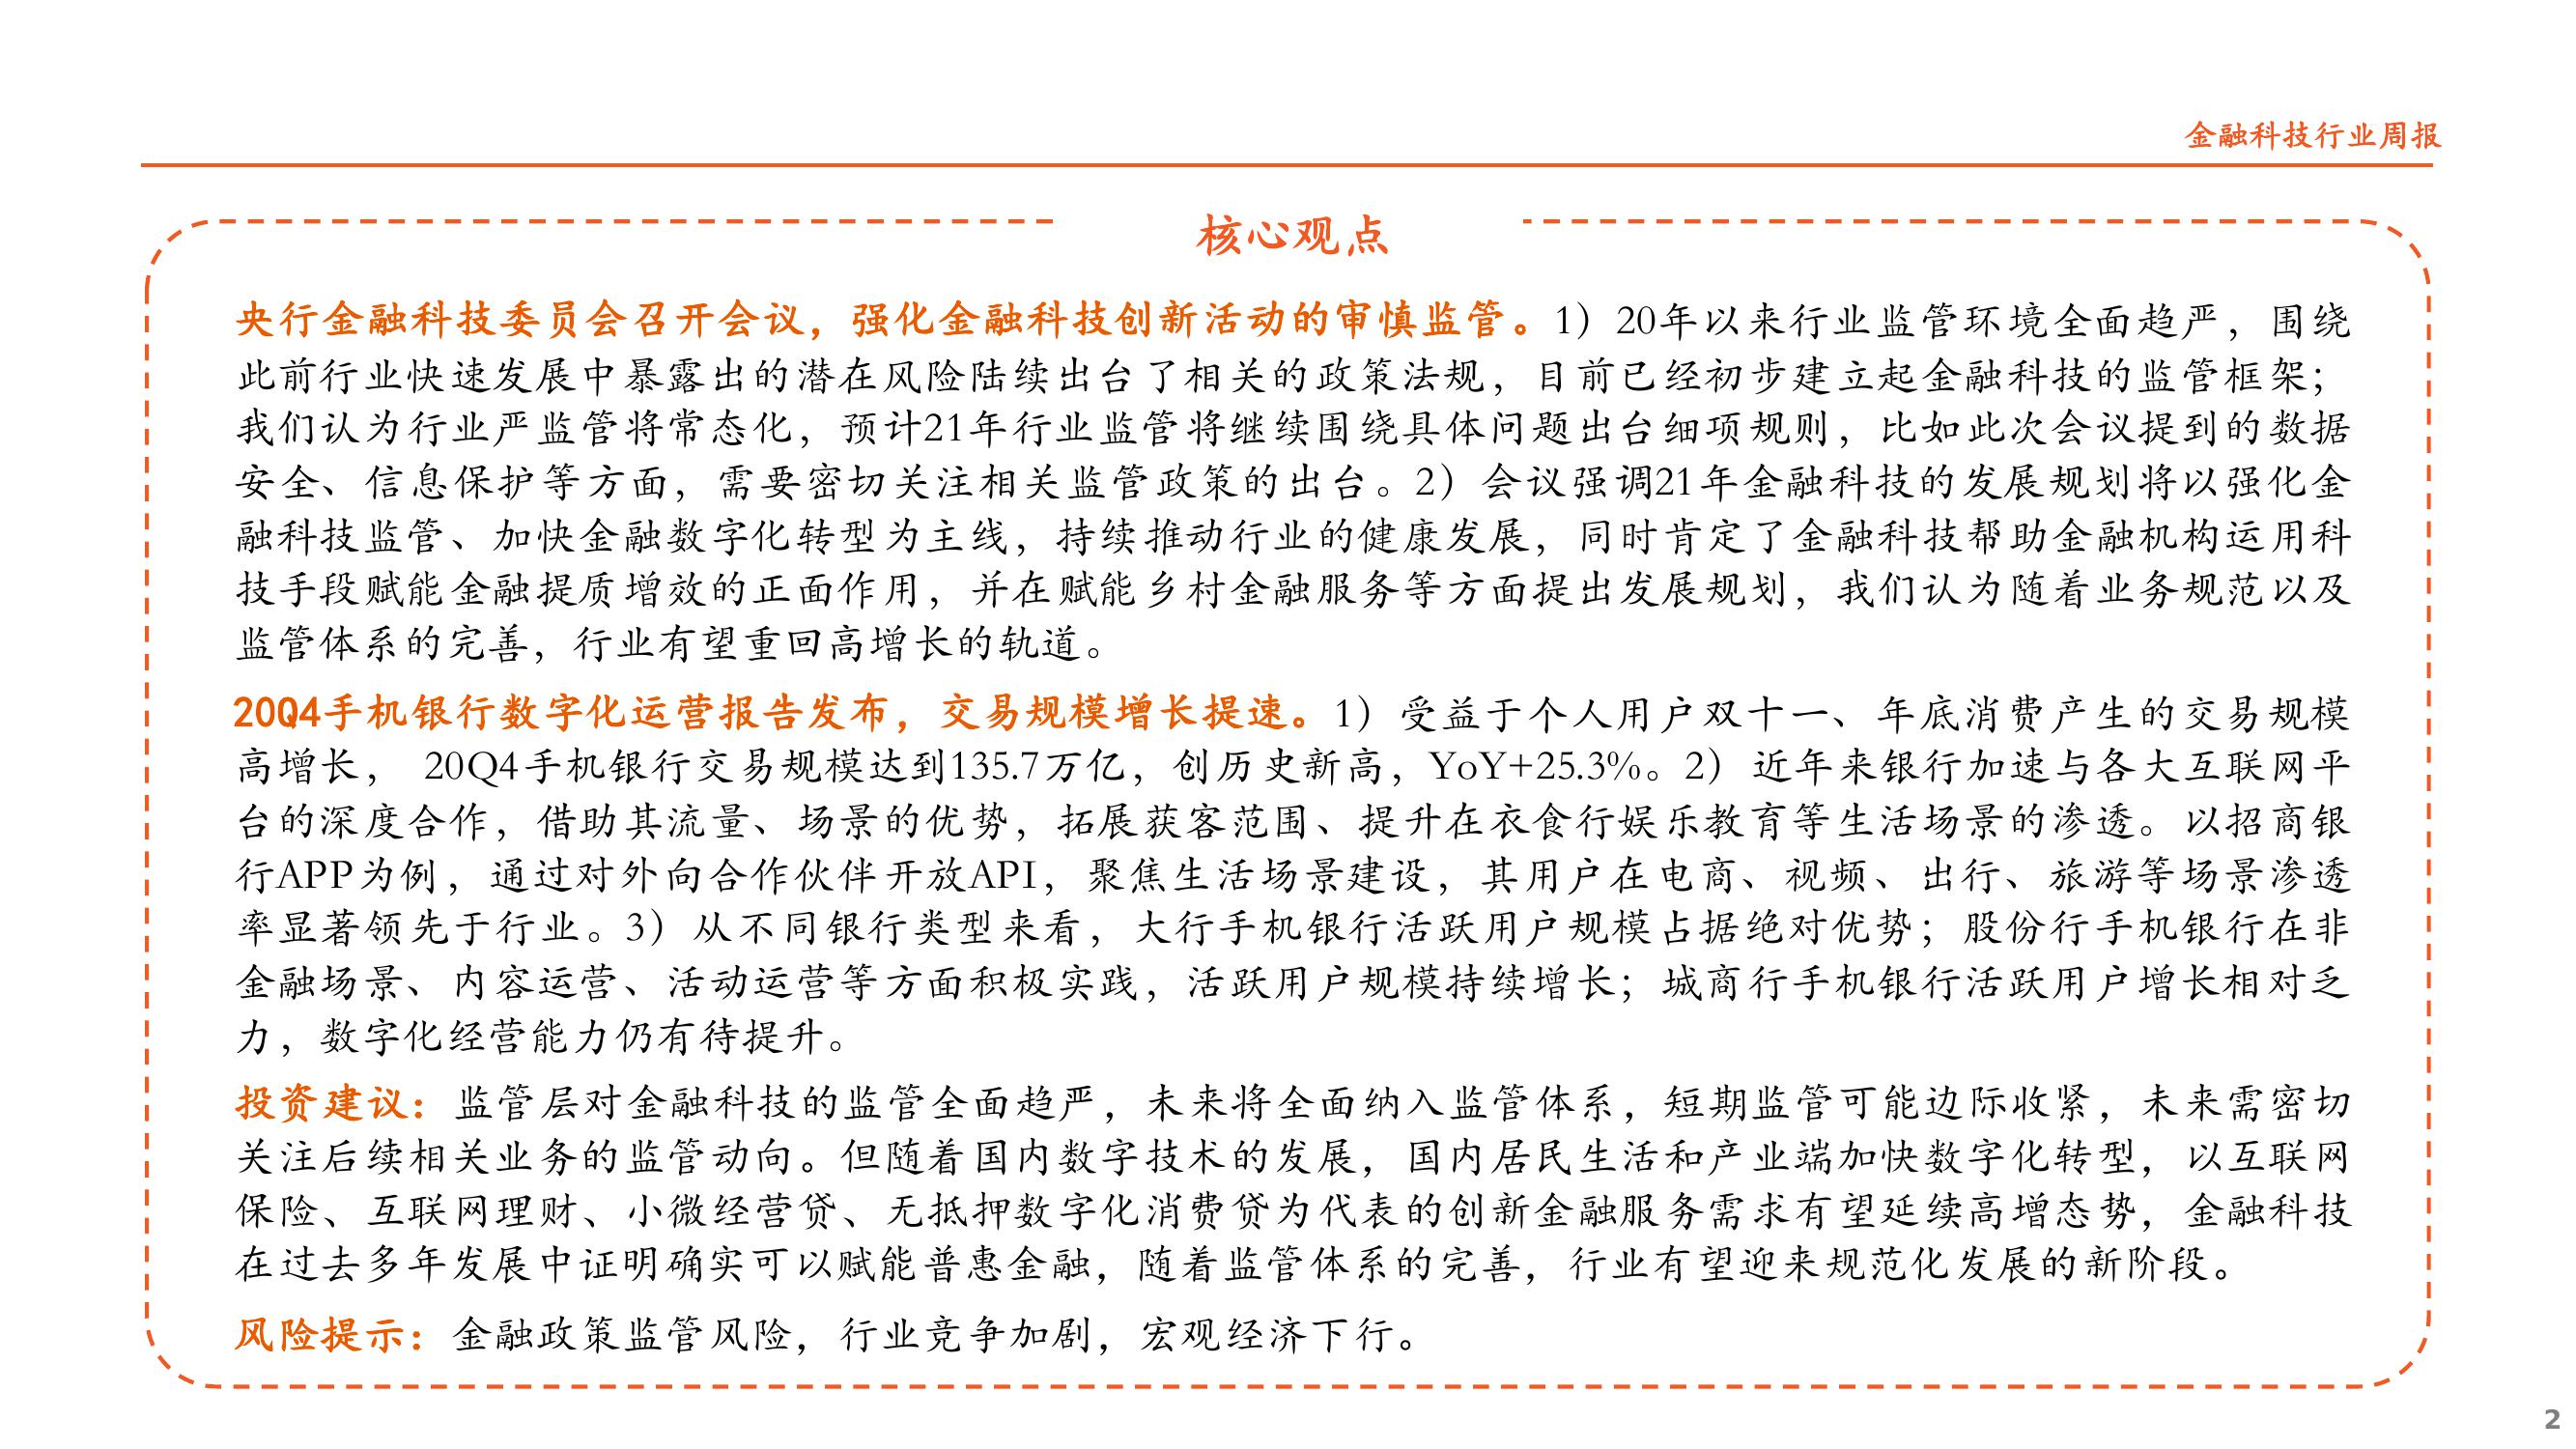 金融科技行业周报
核心观点
央行金融科技委员会召开会议，强化金融科技创新活动的审慎监管。1）20年以来行业监管环境全面趋严，围绕
此前行业快速发展中暴露出的潜在风险陆续出台了相关的政策法规，目前已经初步建立起金融科技的监管框架；
我们认为行业严监管将常态化，预计21年行业监管将继续围绕具体问题出台细项规则，比如此次会议提到的数据
安全、信息保护等方面，需要密切关注相关监管政策的出台。2）会议强调21年金融科技的发展规划将以强化金
融科技监管、加快金融数字化转型为主线，持续推动行业的健康发展，同时肯定了金融科技帮助金融机构运用科
技手段赋能金融提质增效的正面作用，并在赋能乡村金融服务等方面提出发展规划，我们认为随着业务规范以及
监管体系的完善，行业有望重回高增长的轨道。
20Q4手机银行数字化运营报告发布，交易规模增长提速。1）受益于个人用户双十一、年底消费产生的交易规模
高增长， 20Q4手机银行交易规模达到135.7万亿，创历史新高，YoY+25.3%。2）近年来银行加速与各大互联网平
台的深度合作，借助其流量、场景的优势，拓展获客范围、提升在衣食行娱乐教育等生活场景的渗透。以招商银
行APP为例，通过对外向合作伙伴开放API，聚焦生活场景建设，其用户在电商、视频、出行、旅游等场景渗透
率显著领先于行业。3）从不同银行类型来看，大行手机银行活跃用户规模占据绝对优势；股份行手机银行在非
金融场景、内容运营、活动运营等方面积极实践，活跃用户规模持续增长；城商行手机银行活跃用户增长相对乏
力，数字化经营能力仍有待提升。
投资建议：监管层对金融科技的监管全面趋严，未来将全面纳入监管体系，短期监管可能边际收紧，未来需密切
关注后续相关业务的监管动向。但随着国内数字技术的发展，国内居民生活和产业端加快数字化转型，以互联网
保险、互联网理财、小微经营贷、无抵押数字化消费贷为代表的创新金融服务需求有望延续高增态势，金融科技
在过去多年发展中证明确实可以赋能普惠金融，随着监管体系的完善，行业有望迎来规范化发展的新阶段。
风险提示：金融政策监管风险，行业竞争加剧，宏观经济下行。
2